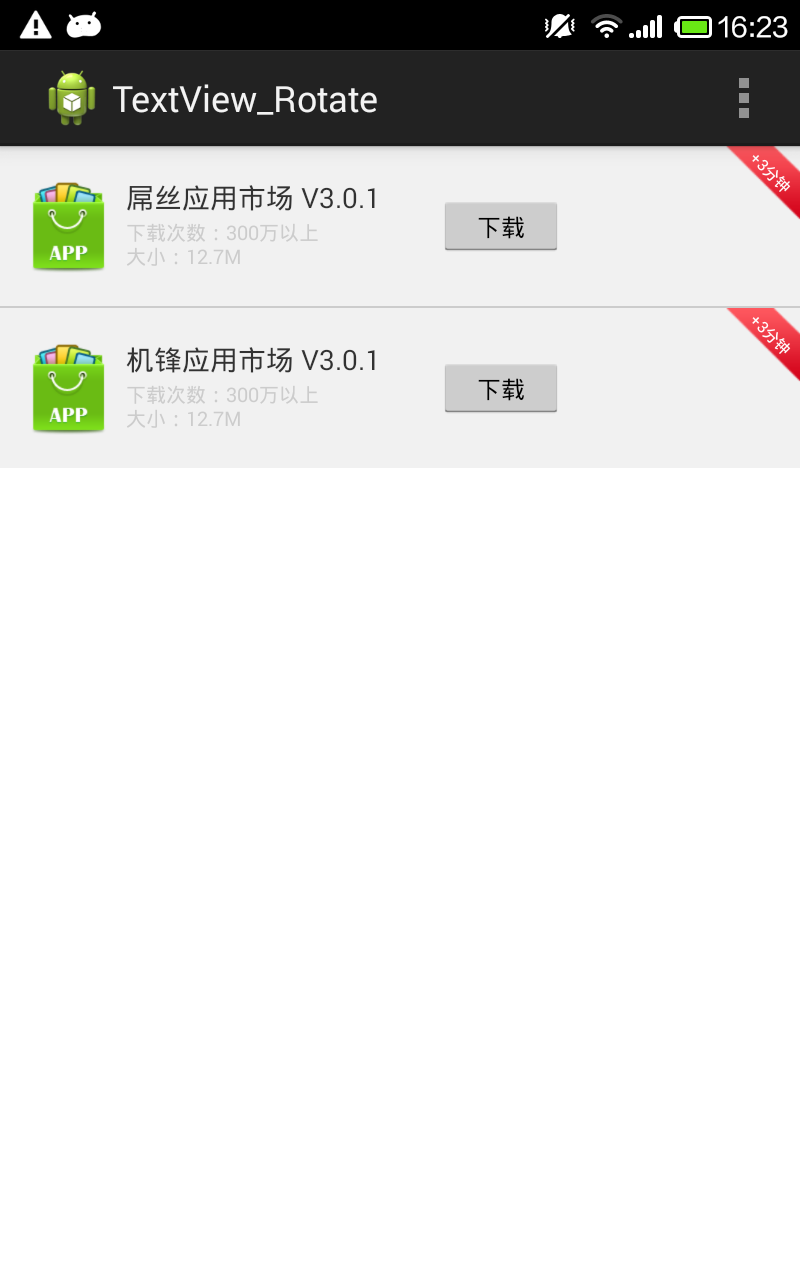 16:23
TextView_Rotate
+3分钟
APP
屌丝应用市场 V3.0.1
下载次数：300万以上
大小：12.7M
下载
+3分钟
APP
机锋应用市场 V3.0.1
下载次数：300万以上
大小：12.7M
下载